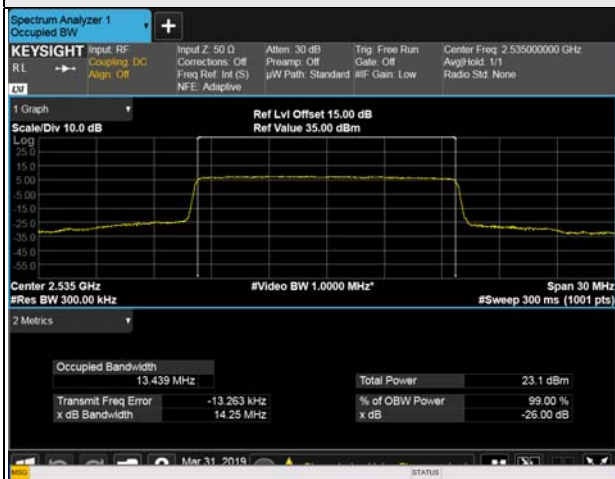 Spectrum Analyzer 1
Occupied BW
+
KEYSIGHT Input: RF Input Z: 50 Ω Atten: 30 dB Trig: Free Run Center Freq: 2.535000000 GHz
RL Coupling: DC Corrections: Off Preamp: Off Gate: Off Avg|Hold: 1/1
Align: Off Freq Ref: Int (S) µW Path: Standard #IF Gain: Low Radio Std: None
LXI NFE: Adaptive
1 Graph
Ref Lvl Offset 15.00 dB
Scale/Div 10.0 dB Ref Value 35.00 dBm
Log
25.0
15.0
5.00
-5.00
-15.0
-25.0
-35.0
-45.0
-55.0
Center 2.535 GHz #Video BW 1.0000 MHz* Span 30 MHz
#Res BW 300.00 kHz #Sweep 300 ms (1001 pts)
2 Metrics
Occupied Bandwidth
13.439 MHz Total Power 23.1 dBm
Transmit Freq Error -13.263 kHz % of OBW Power 99.00 %
x dB Bandwidth 14.25 MHz x dB -26.00 dB
Mar 31, 2019
MSG STATUS